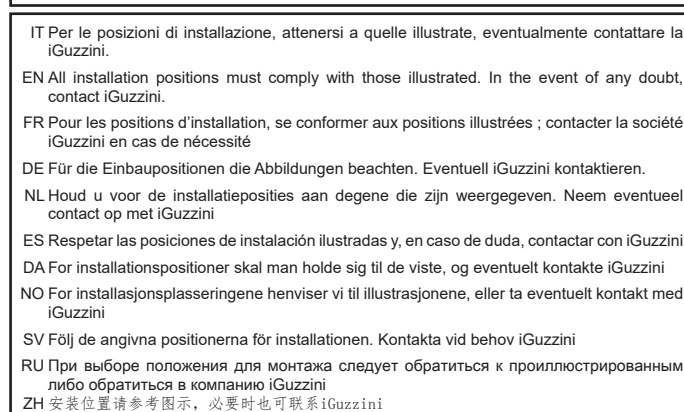 IT Per le posizioni di installazione, attenersi a quelle illustrate, eventualmente contattare la
iGuzzini.
EN All installation positions must comply with those illustrated. In the event of any doubt,
contact iGuzzini.
FR Pour les positions d'installation, se conformer aux positions illustrées ; contacter la société
iGuzzini en cas de nécessité
DE Für die Einbaupositionen die Abbildungen beachten. Eventuell iGuzzini kontaktieren.
NL Houd u voor de installatieposities aan degene die zijn weergegeven. Neem eventueel
contact op met iGuzzini
ES Respetar las posiciones de instalación ilustradas y, en caso de duda, contactar con iGuzzini
DA For installationspositioner skal man holde sig til de viste, og eventuelt kontakte iGuzzini
NO For installasjonsplasseringene henviser vi til illustrasjonene, eller ta eventuelt kontakt med
iGuzzini
SV Följ de angivna positionerna för installationen. Kontakta vid behov iGuzzini
RU При выборе положения для монтажа следует обратиться к проиллюстрированным
либо обратиться в компанию iGuzzini
ZH 安装位置请参考图示，必要时也可联系iGuzzini